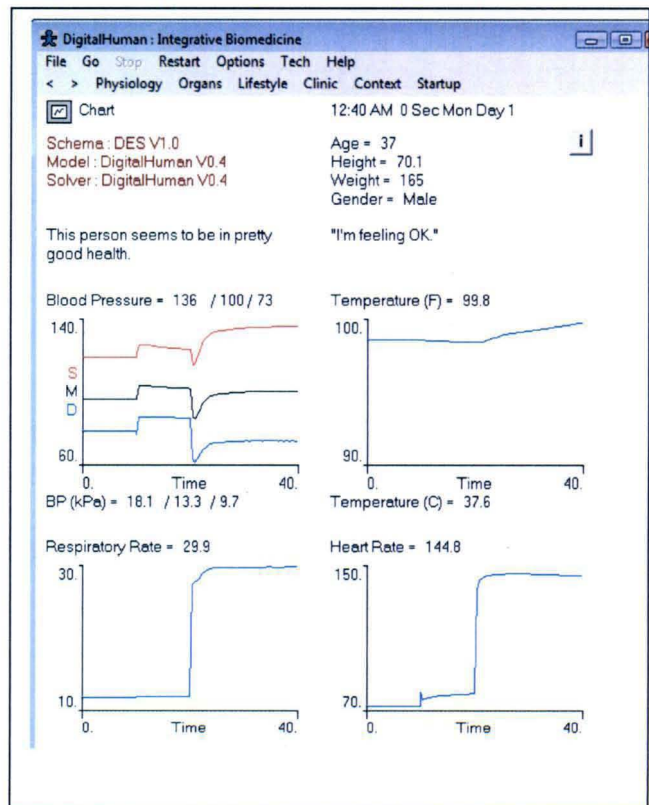 DigitalHuman : Integrative Biomedicine
File Go Stop Restart Options Tech Help
< > Physiology Organs Lifestyle Clinic Context Startup
Chart
12:40 AM 0 Sec Mon Day 1
Schema : DES V1.0
Model : DigitalHuman V0.4
Solver : DigitalHuman V0.4
Age = 37
Height = 70.1
Weight = 165
Gender = Male
i
This person seems to be in pretty
good health.
"I'm feeling OK."
Blood Pressure = 136 / 100 / 73
140.
S
M
D
60.
0. Time 40.
BP (kPa) = 18.1 / 13.3 / 9.7
Temperature (F) = 99.8
100.
90.
0. Time 40.
Temperature (C) = 37.6
Respiratory Rate = 29.9
30.
10.
0. Time 40.
Heart Rate = 144.8
150.
70.
0. Time 40.